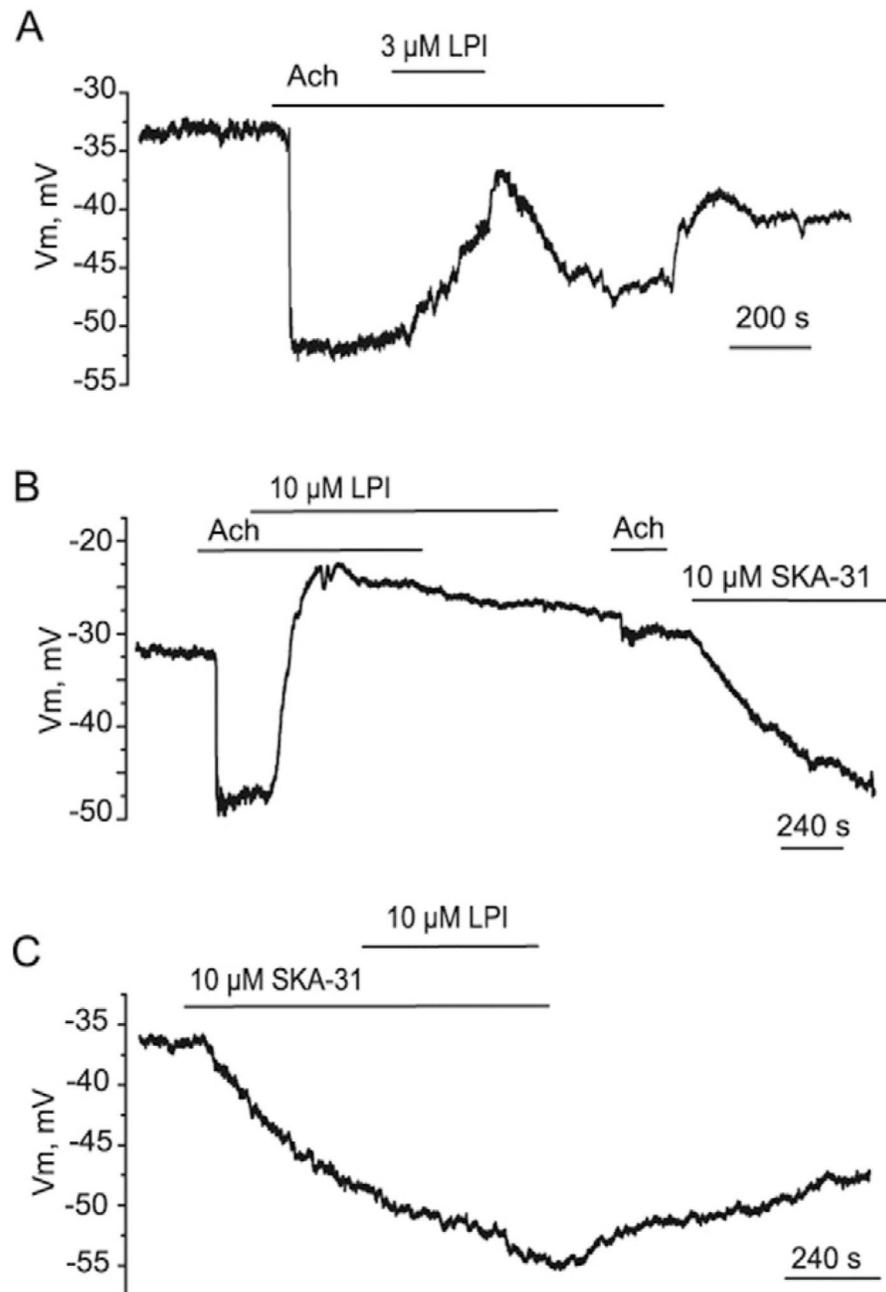 A
3 µM LPI
Ach
-30
-35
-40
-45
-50
-55
Vm, mV
200 s
B
10 µM LPI
Ach
Ach
10 µM SKA-31
-20
-30
-40
-50
Vm, mV
240 s
C
10 µM LPI
10 µM SKA-31
-35
-40
-45
-50
-55
Vm, mV
240 s